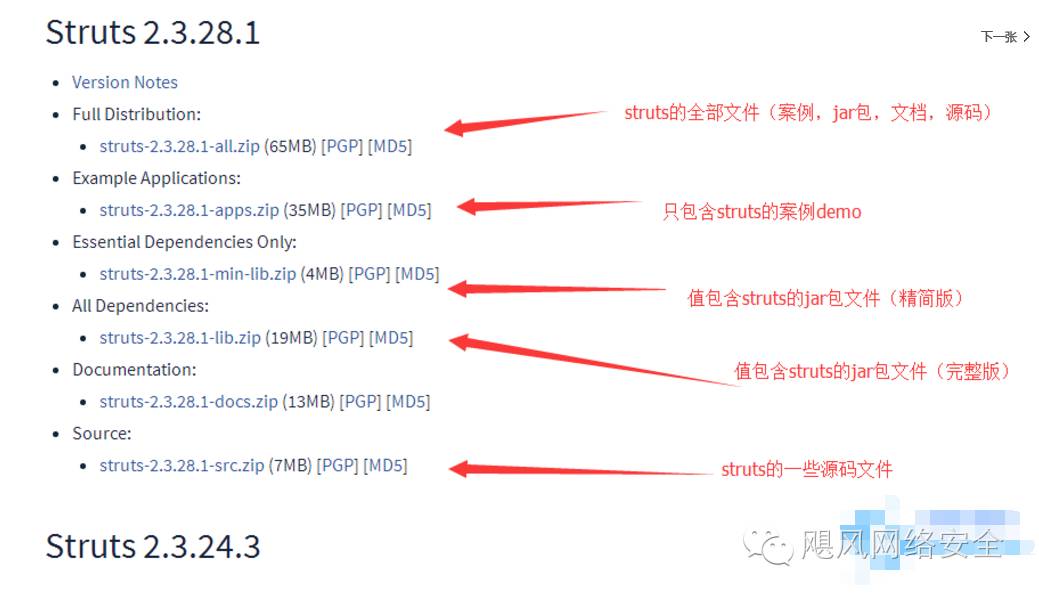 Struts 2.3.28.1
下一张 >
Version Notes
Full Distribution:
struts的全部文件（案例，jar包，文档，源码）
struts-2.3.28.1-all.zip (65MB) [PGP] [MD5]
Example Applications:
struts-2.3.28.1-apps.zip (35MB) [PGP] [MD5]
只包含struts的案例demo
Essential Dependencies Only:
struts-2.3.28.1-min-lib.zip (4MB) [PGP] [MD5]
值包含struts的jar包文件（精简版）
All Dependencies:
struts-2.3.28.1-lib.zip (19MB) [PGP] [MD5]
值包含struts的jar包文件（完整版）
Documentation:
struts-2.3.28.1-docs.zip (13MB) [PGP] [MD5]
Source:
struts-2.3.28.1-src.zip (7MB) [PGP] [MD5]
struts的一些源码文件
Struts 2.3.24.3
飓风网络安全